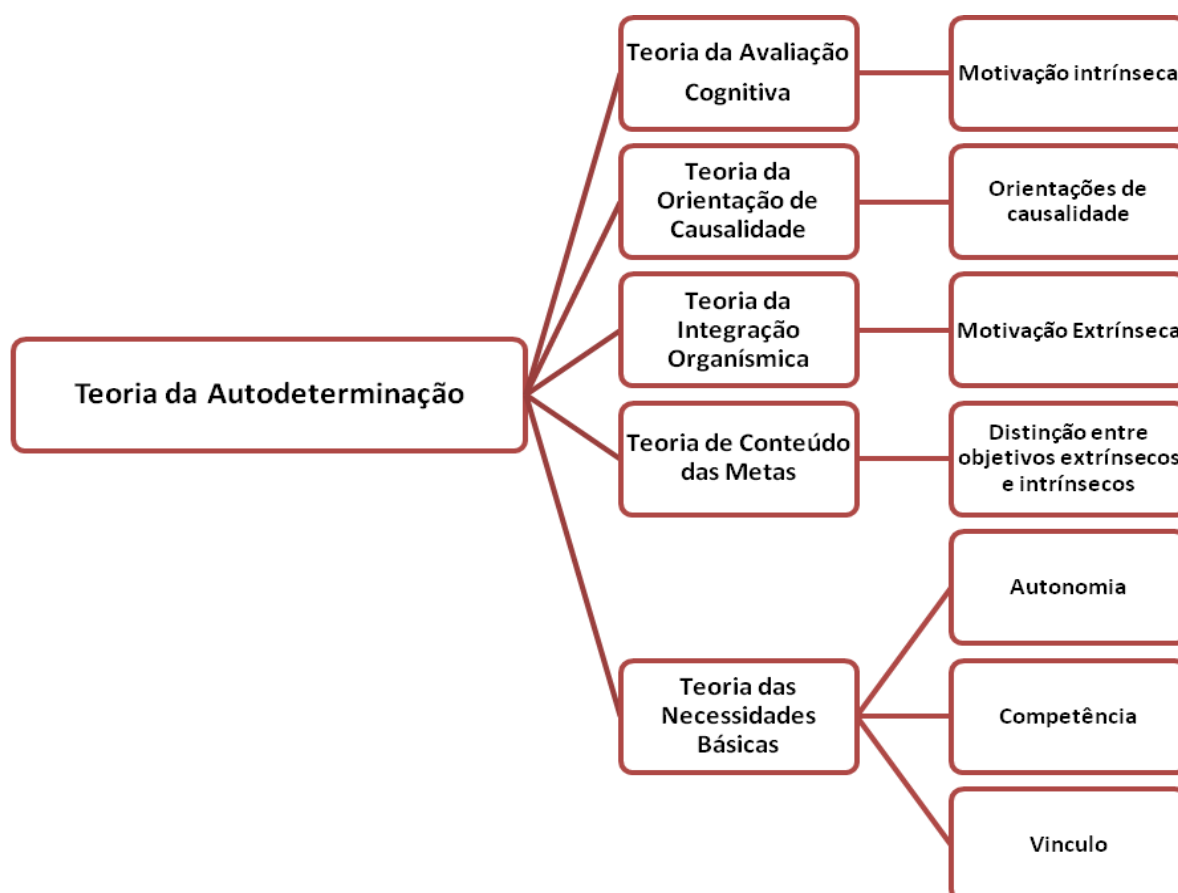 Teoria da Avaliação
Cognitiva
Motivação intrínseca
Teoria da
Orientação de
Causalidade
Orientações de
causalidade
Teoria da
Integração
Organísmica
Motivação Extrínseca
Teoria da Autodeterminação
Teoria de Conteúdo
das Metas
Distinção entre
objetivos extrínsecos
e intrínsecos
Autonomia
Teoria das
Necessidades
Básicas
Competência
Vinculo